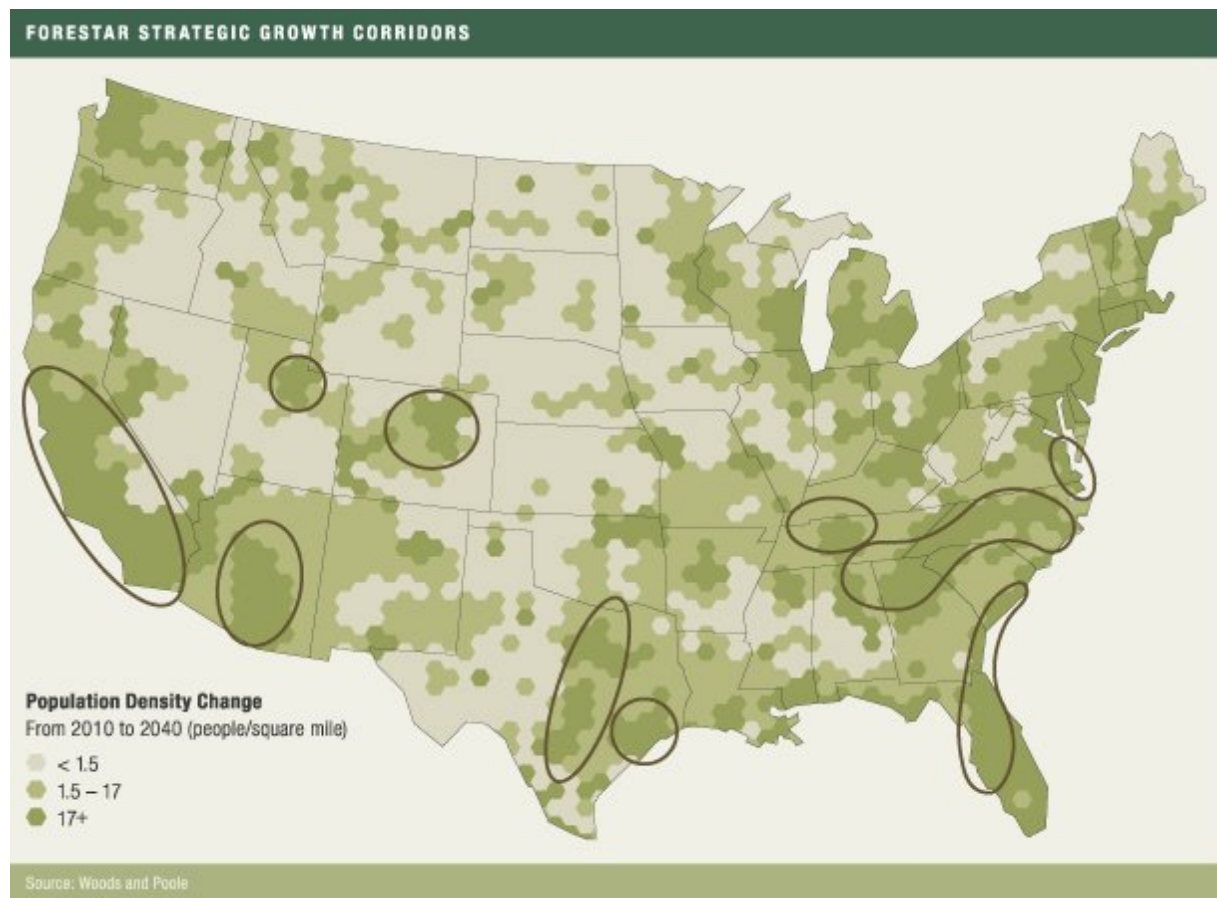 FORESTAR STRATEGIC GROWTH CORRIDORS
Population Density Change
From 2010 to 2040 (people/square mile)
< 1.5
1.5 – 17
17+
Source: Woods and Poole